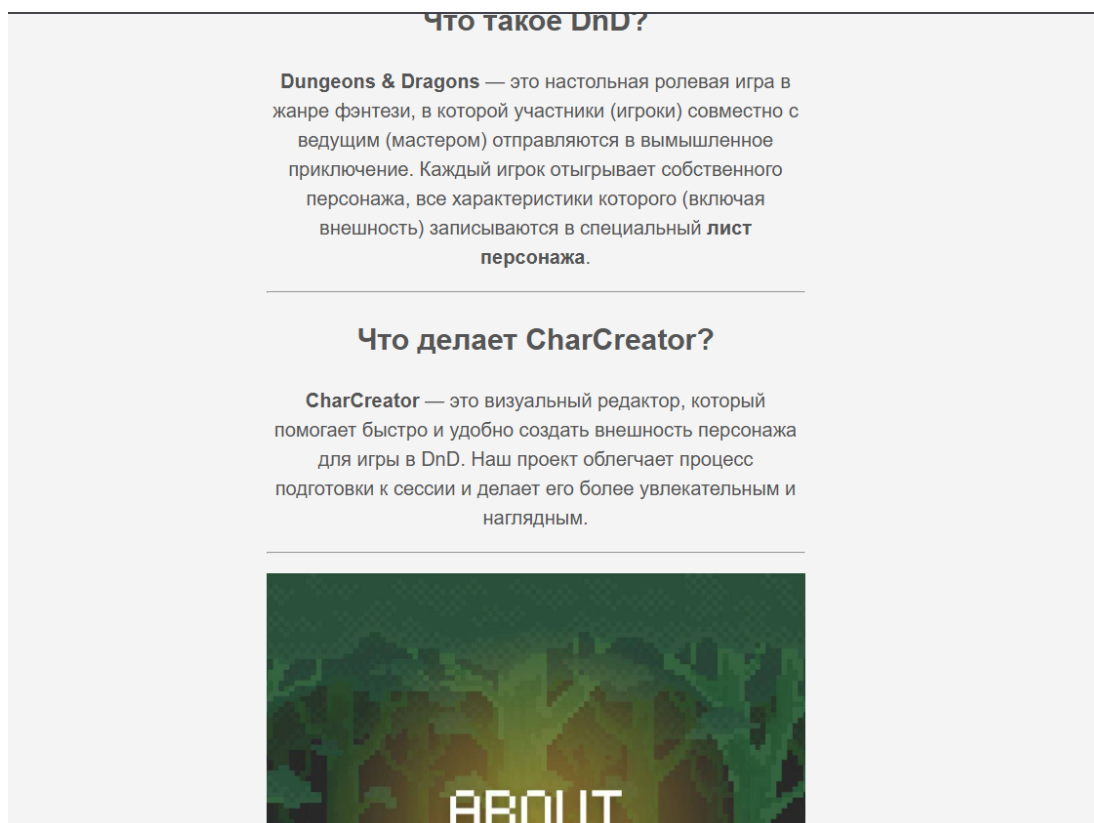 Что такое DnD?
Dungeons & Dragons — это настольная ролевая игра в
жанре фэнтези, в которой участники (игроки) совместно с
ведущим (мастером) отправляются в вымышленное
приключение. Каждый игрок отыгрывает собственного
персонажа, все характеристики которого (включая
внешность) записываются в специальный лист
персонажа.
Что делает CharCreator?
CharCreator — это визуальный редактор, который
помогает быстро и удобно создать внешность персонажа
для игры в DnD. Наш проект облегчает процесс
подготовки к сессии и делает его более увлекательным и
наглядным.
ABOUT